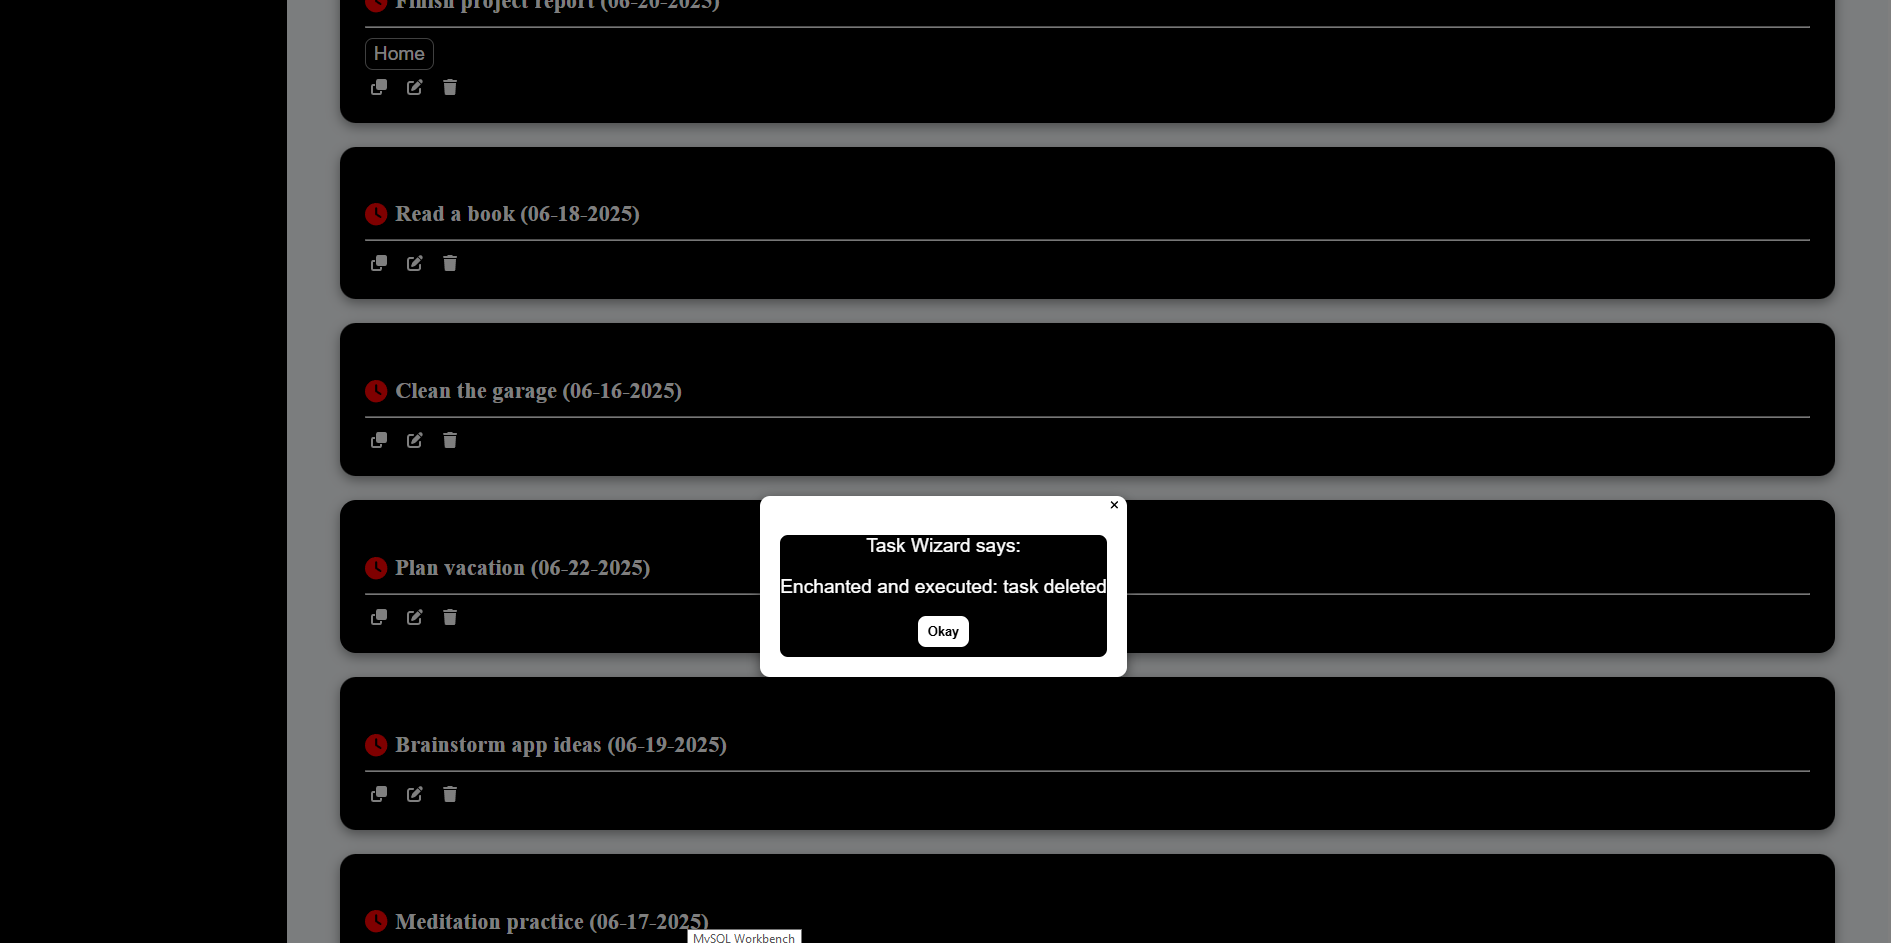 Finish project report (06-20-2025)
Home
Read a book (06-18-2025)
Clean the garage (06-16-2025)
×
Task Wizard says:
Enchanted and executed: task deleted
Okay
Plan vacation (06-22-2025)
Brainstorm app ideas (06-19-2025)
Meditation practice (06-17-2025)
MySQL Workbench